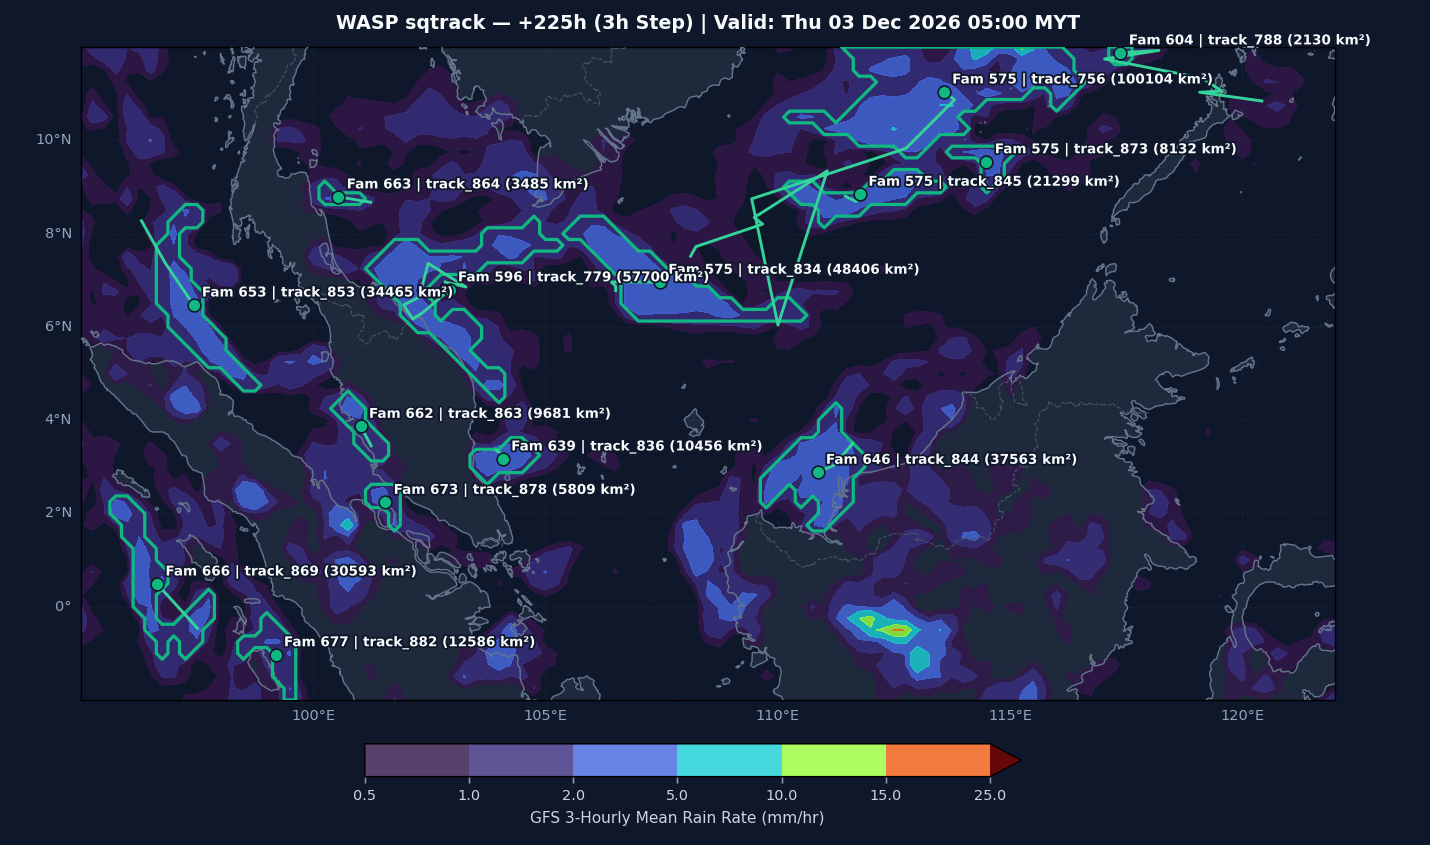 WASP sqtrack — +225h (3h Step) | Valid: Thu 03 Dec 2026 05:00 MYT
Fam 604 | track_788 (2130 km²)
Fam 575 | track_756 (100104 km²)
10°N
Fam 575 | track_873 (8132 km²)
Fam 663 | track_864 (3485 km²)
Fam 575 | track_845 (21299 km²)
8°N
Fam 575 | track_834 (48406 km²)
Fam 596 | track_779 (57700 km²)
Fam 653 | track_853 (34465 km²)
6°N
4°N
Fam 662 | track_863 (9681 km²)
Fam 639 | track_836 (10456 km²)
Fam 646 | track_844 (37563 km²)
Fam 673 | track_878 (5809 km²)
2°N
Fam 666 | track_869 (30593 km²)
0°
Fam 677 | track_882 (12586 km²)
100°E 105°E 110°E 115°E 120°E
0.5 1.0 2.0 5.0 10.0 15.0 25.0
GFS 3-Hourly Mean Rain Rate (mm/hr)